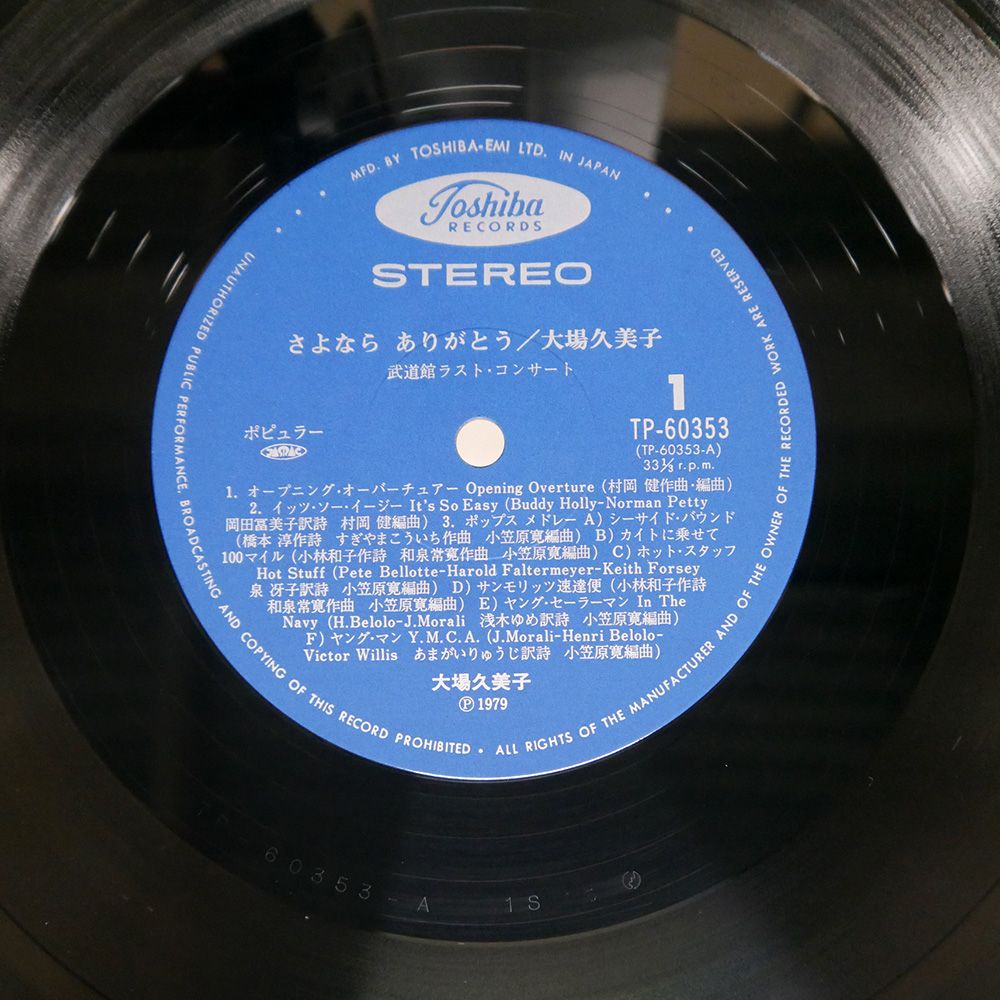 MFD. BY TOSHIBA-EMI LTD. IN JAPAN
Toshiba
RECORDS
STEREO
さよなら ありがとう／大場久美子
武道館ラスト・コンサート
1
ポピュラー
TP-60353
JASRAC
(TP-60353-A)
33⅓ r.p.m.
1. オープニング・オーバーチュアー Opening Overture (村岡 健作曲・編曲)
2. イッツ・ソー・イージー It's So Easy (Buddy Holly-Norman Petty
岡田冨美子訳詩 村岡 健編曲) 3. ポップス メドレー A) シーサイド・バウンド
(橋本 淳作詩 すぎやまこういち作曲 小笠原寛編曲) B) カイトに乗せて
100マイル (小林和子作詩 和泉常寛作曲 小笠原寛編曲) C) ホット・スタッフ
Hot Stuff (Pete Bellotte-Harold Faltermeyer-Keith Forsey
泉 冴子訳詩 小笠原寛編曲) D) サンモリッツ速達便 (小林和子作詩
和泉常寛作曲 小笠原寛編曲) E) ヤング・セーラーマン In The
Navy (H.Belolo-J.Morali 浅木ゆめ訳詩 小笠原寛編曲)
F) ヤング・マン Y.M.C.A. (J.Morali-Henri Belolo-
Victor Willis あまがいりゅうじ訳詩 小笠原寛編曲)
大場久美子
Ⓟ 1979
UNAUTHORIZED PUBLIC PERFORMANCE, BROADCASTING AND COPYING OF THIS RECORD PROHIBITED • ALL RIGHTS OF THE MANUFACTURER AND OF THE OWNER OF THE RECORDED WORK ARE RESERVED
TP-60353-A 1S